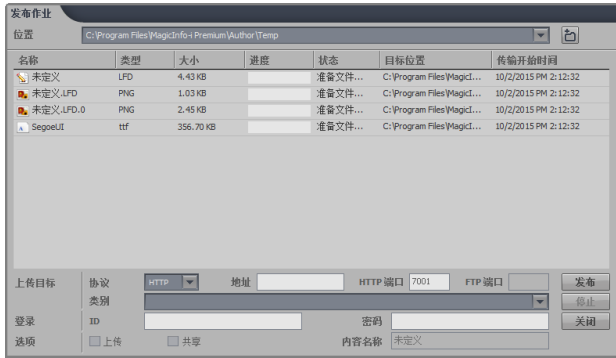 发布作业
位置 C:\Program Files\MagicInfo-i Premium\Author\Temp
名称 类型 大小 进度 状态 目标位置 传输开始时间
未定义 LFD 4.43 KB 准备文件... C:\Program Files\MagicI... 10/2/2015 PM 2:12:32
未定义.LFD PNG 1.03 KB 准备文件... C:\Program Files\MagicI... 10/2/2015 PM 2:12:32
未定义.LFD.0 PNG 2.45 KB 准备文件... C:\Program Files\MagicI... 10/2/2015 PM 2:12:32
SegoeUI ttf 356.70 KB 准备文件... C:\Program Files\MagicI... 10/2/2015 PM 2:12:32
上传目标 协议 HTTP 地址 HTTP 端口 7001 FTP 端口 发布
类别 停止
登录 ID 密码 关闭
选项 上传 共享 内容名称 未定义